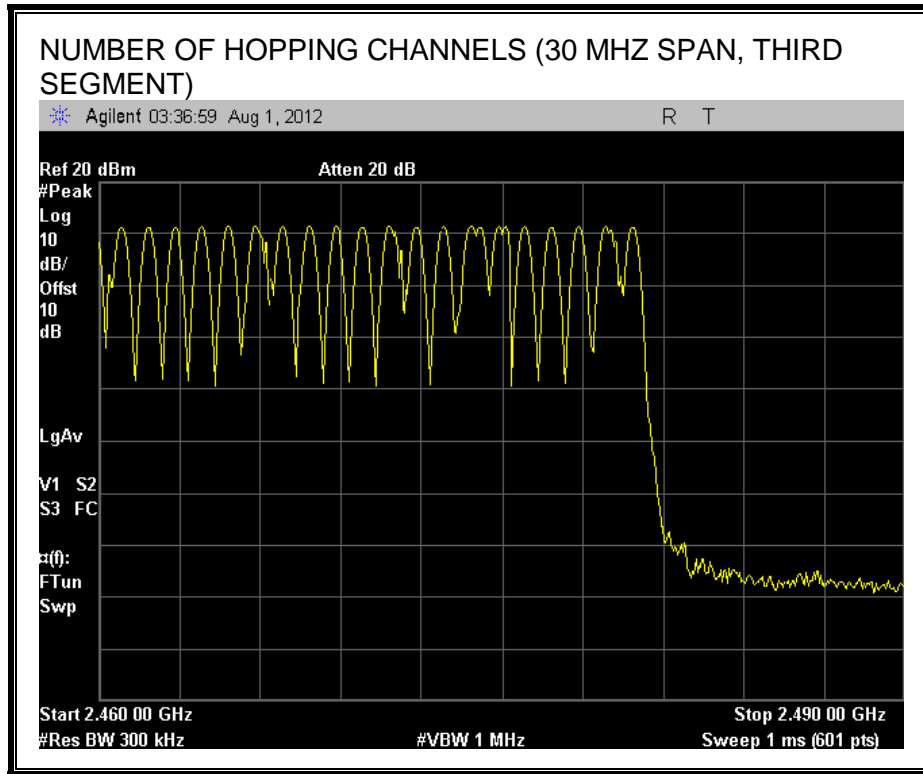 NUMBER OF HOPPING CHANNELS (30 MHZ SPAN, THIRD
SEGMENT)
Agilent 03:36:59 Aug 1, 2012 R T
Ref 20 dBm Atten 20 dB
#Peak
Log
10
dB/
Offst
10
dB
LgAv
V1 S2
S3 FC
¤(f):
FTun
Swp
Start 2.460 00 GHz Stop 2.490 00 GHz
#Res BW 300 kHz #VBW 1 MHz Sweep 1 ms (601 pts)